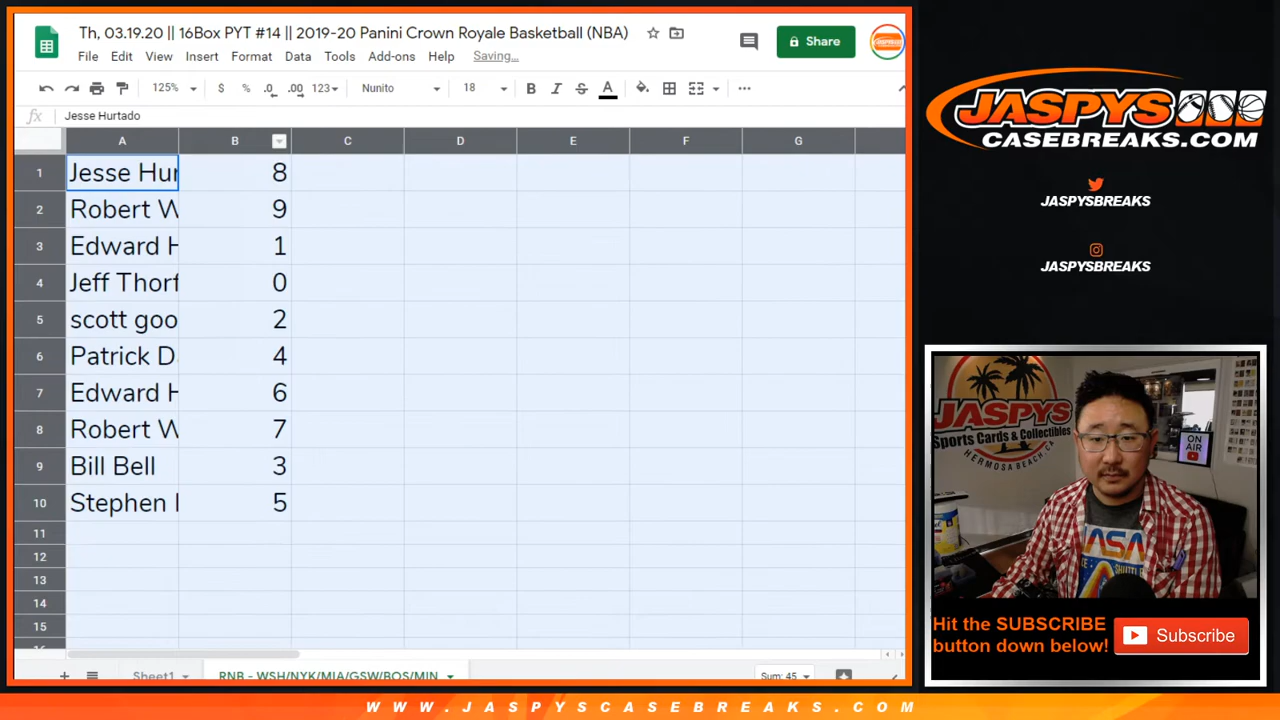 Th, 03.19.20 || 16Box PYT #14 || 2019-20 Panini Crown Royale Basketball (NBA)
File Edit View Insert Format Data Tools Add-ons Help Saving...
Share
125% $ % .0 .00 123 Nunito 18 B I S A
fx Jesse Hurtado
A B C D E F G
1 Jesse Hur 8
2 Robert W 9
3 Edward H 1
4 Jeff Thorf 0
5 scott goo 2
6 Patrick D 4
7 Edward H 6
8 Robert W 7
9 Bill Bell 3
10 Stephen 5
11
12
13
14
15
Sheet1 RNB - WSH/NYK/MIA/GSW/BOS/MIN Sum: 45
JASPYS
CASEBREAKS.COM
JASPYSBREAKS
JASPYSBREAKS
JASPYS
Sports Cards & Collectibles
HERMOSA BEACH, CA
ON AIR
NASA
SHUTTLE
Hit the SUBSCRIBE
button down below!
Subscribe
WWW.JASPYSCASEBREAKS.COM